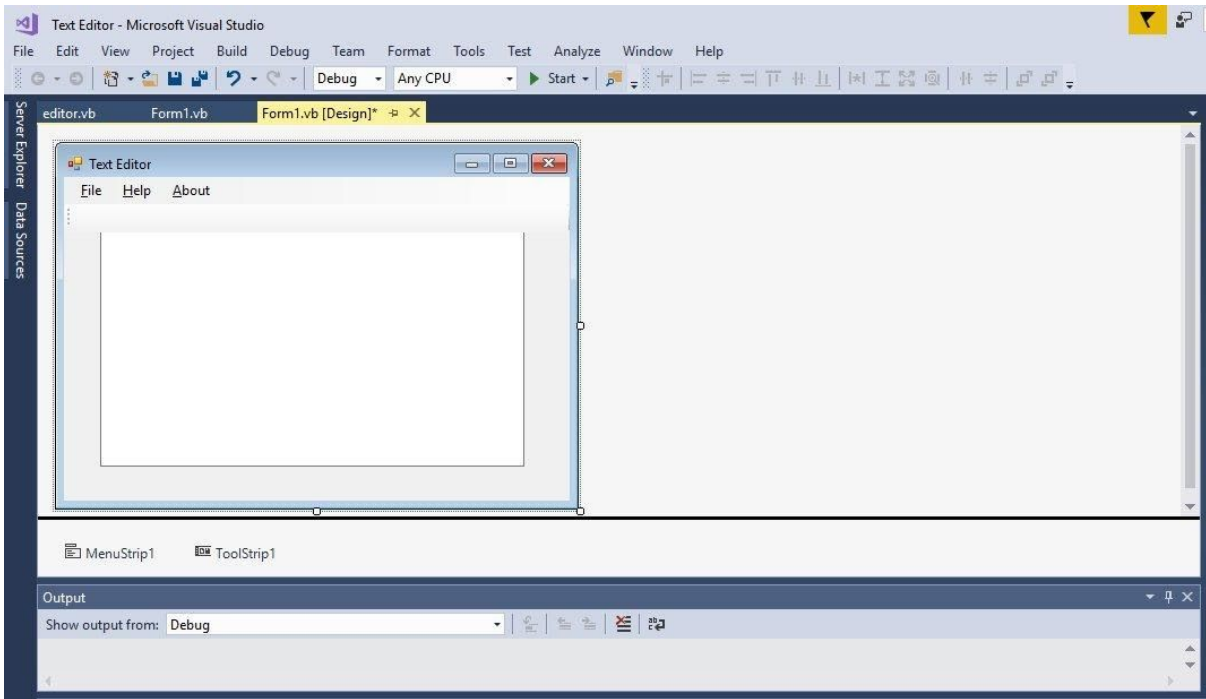 Text Editor - Microsoft Visual Studio
File Edit View Project Build Debug Team Format Tools Test Analyze Window Help
Debug Any CPU Start
Server Explorer
Data Sources
editor.vb Form1.vb Form1.vb [Design]*
Text Editor
File Help About
MenuStrip1 ToolStrip1
Output
Show output from: Debug